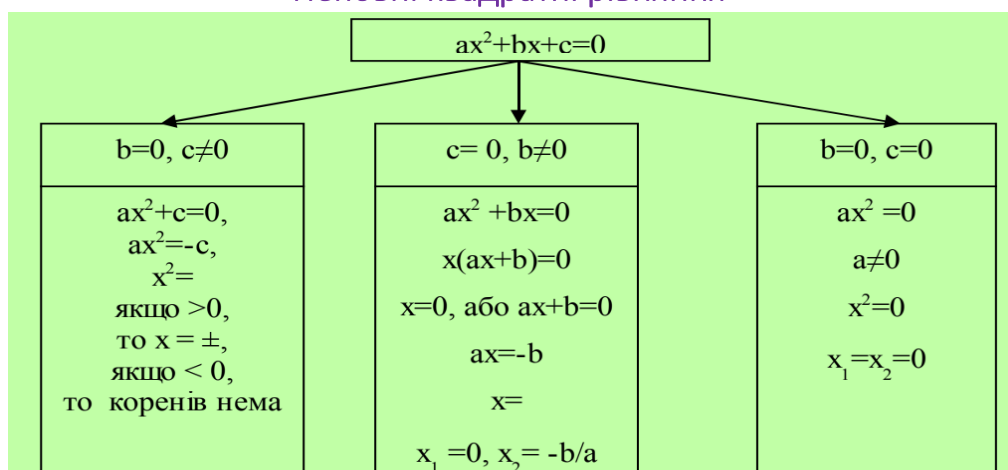 ax²+bx+c=0
b=0, c≠0
ax²+c=0,
ax²=-c,
x²=
якщо >0,
то x = ±,
якщо < 0,
то коренів нема
c= 0, b≠0
ax² +bx=0
x(ax+b)=0
x=0, або ax+b=0
ax=-b
x=
x₁ =0, x₂= -b/a
b=0, c=0
ax² =0
a≠0
x²=0
x₁=x₂=0